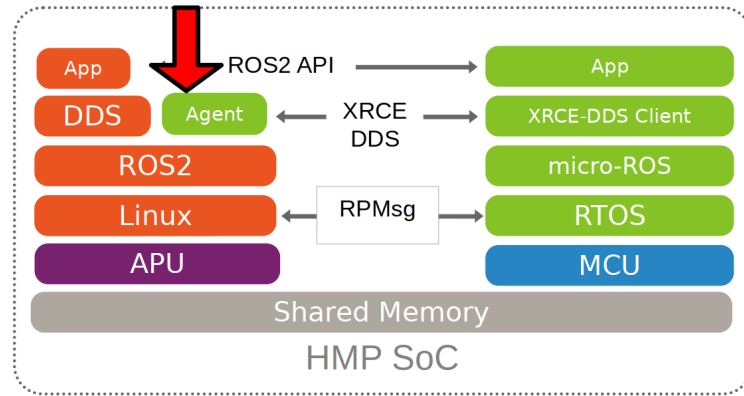 App
ROS2 API
App
DDS
Agent
XRCE
DDS
XRCE-DDS Client
ROS2
micro-ROS
Linux
RPMsg
RTOS
APU
MCU
Shared Memory
HMP SoC